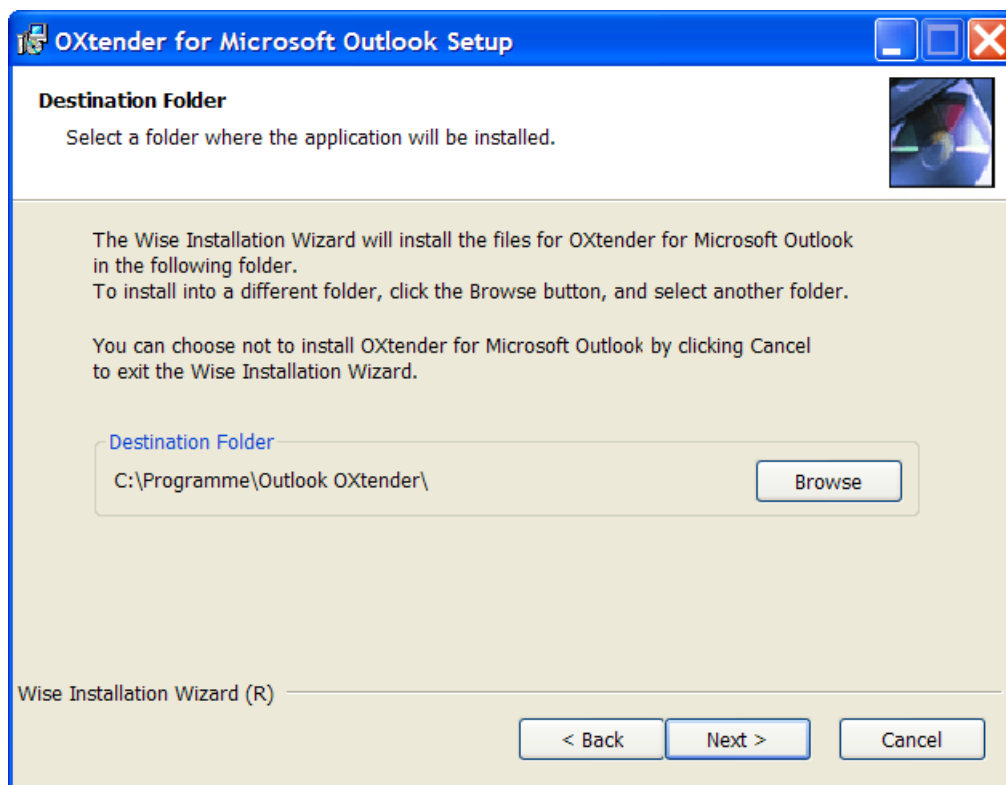 OXtender for Microsoft Outlook Setup
Destination Folder
Select a folder where the application will be installed.
The Wise Installation Wizard will install the files for OXtender for Microsoft Outlook
in the following folder.
To install into a different folder, click the Browse button, and select another folder.
You can choose not to install OXtender for Microsoft Outlook by clicking Cancel
to exit the Wise Installation Wizard.
Destination Folder
C:\Programme\Outlook OXtender\
Browse
Wise Installation Wizard (R)
< Back
Next >
Cancel